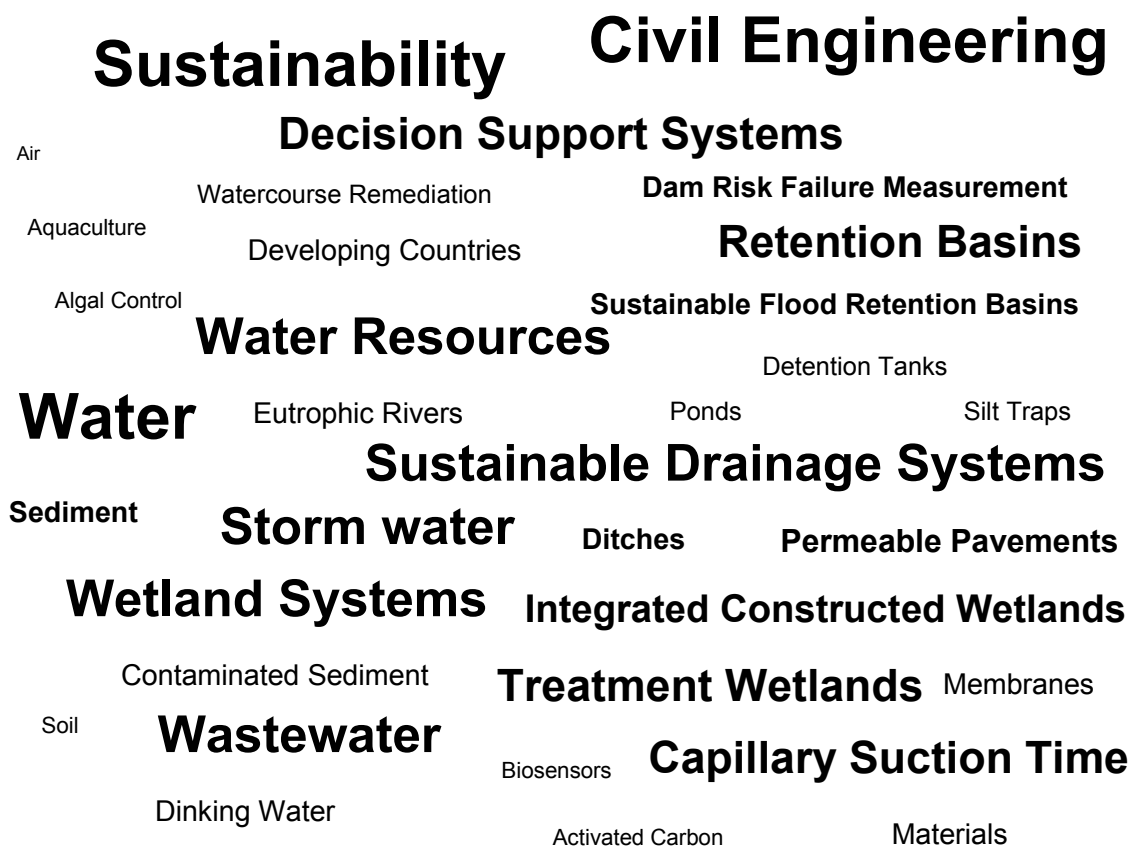 Civil Engineering
Sustainability
Decision Support Systems
Air
Watercourse Remediation
Dam Risk Failure Measurement
Aquaculture
Developing Countries
Retention Basins
Algal Control
Sustainable Flood Retention Basins
Water Resources
Detention Tanks
Water
Eutrophic Rivers
Ponds
Silt Traps
Sustainable Drainage Systems
Sediment
Storm water
Ditches
Permeable Pavements
Wetland Systems
Integrated Constructed Wetlands
Contaminated Sediment
Treatment Wetlands
Membranes
Soil
Wastewater
Biosensors
Capillary Suction Time
Dinking Water
Activated Carbon
Materials